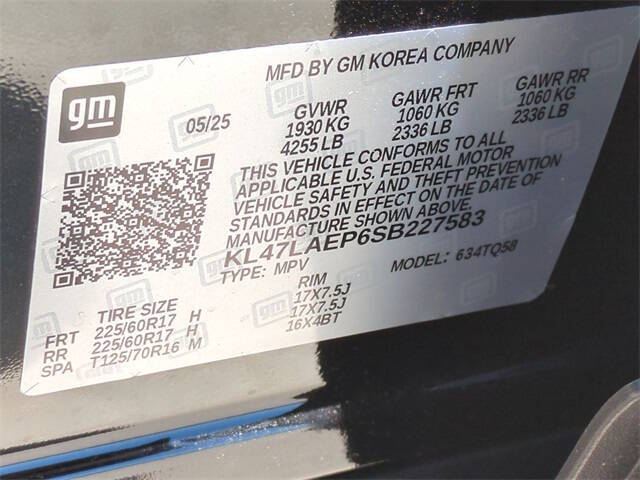 MFD BY GM KOREA COMPANY
gm
05/25
GVWR GAWR FRT GAWR RR
1930 KG 1060 KG 1060 KG
4255 LB 2336 LB 2336 LB
THIS VEHICLE CONFORMS TO ALL
APPLICABLE U.S. FEDERAL MOTOR
VEHICLE SAFETY AND THEFT PREVENTION
STANDARDS IN EFFECT ON THE DATE OF
MANUFACTURE SHOWN ABOVE.
KL47LAEP6SB227583
TYPE: MPV MODEL: 634TQ58
TIRE SIZE RIM
FRT 225/60R17 H 17X7.5J
RR 225/60R17 H 17X7.5J
SPA T125/70R16 M 16X4BT